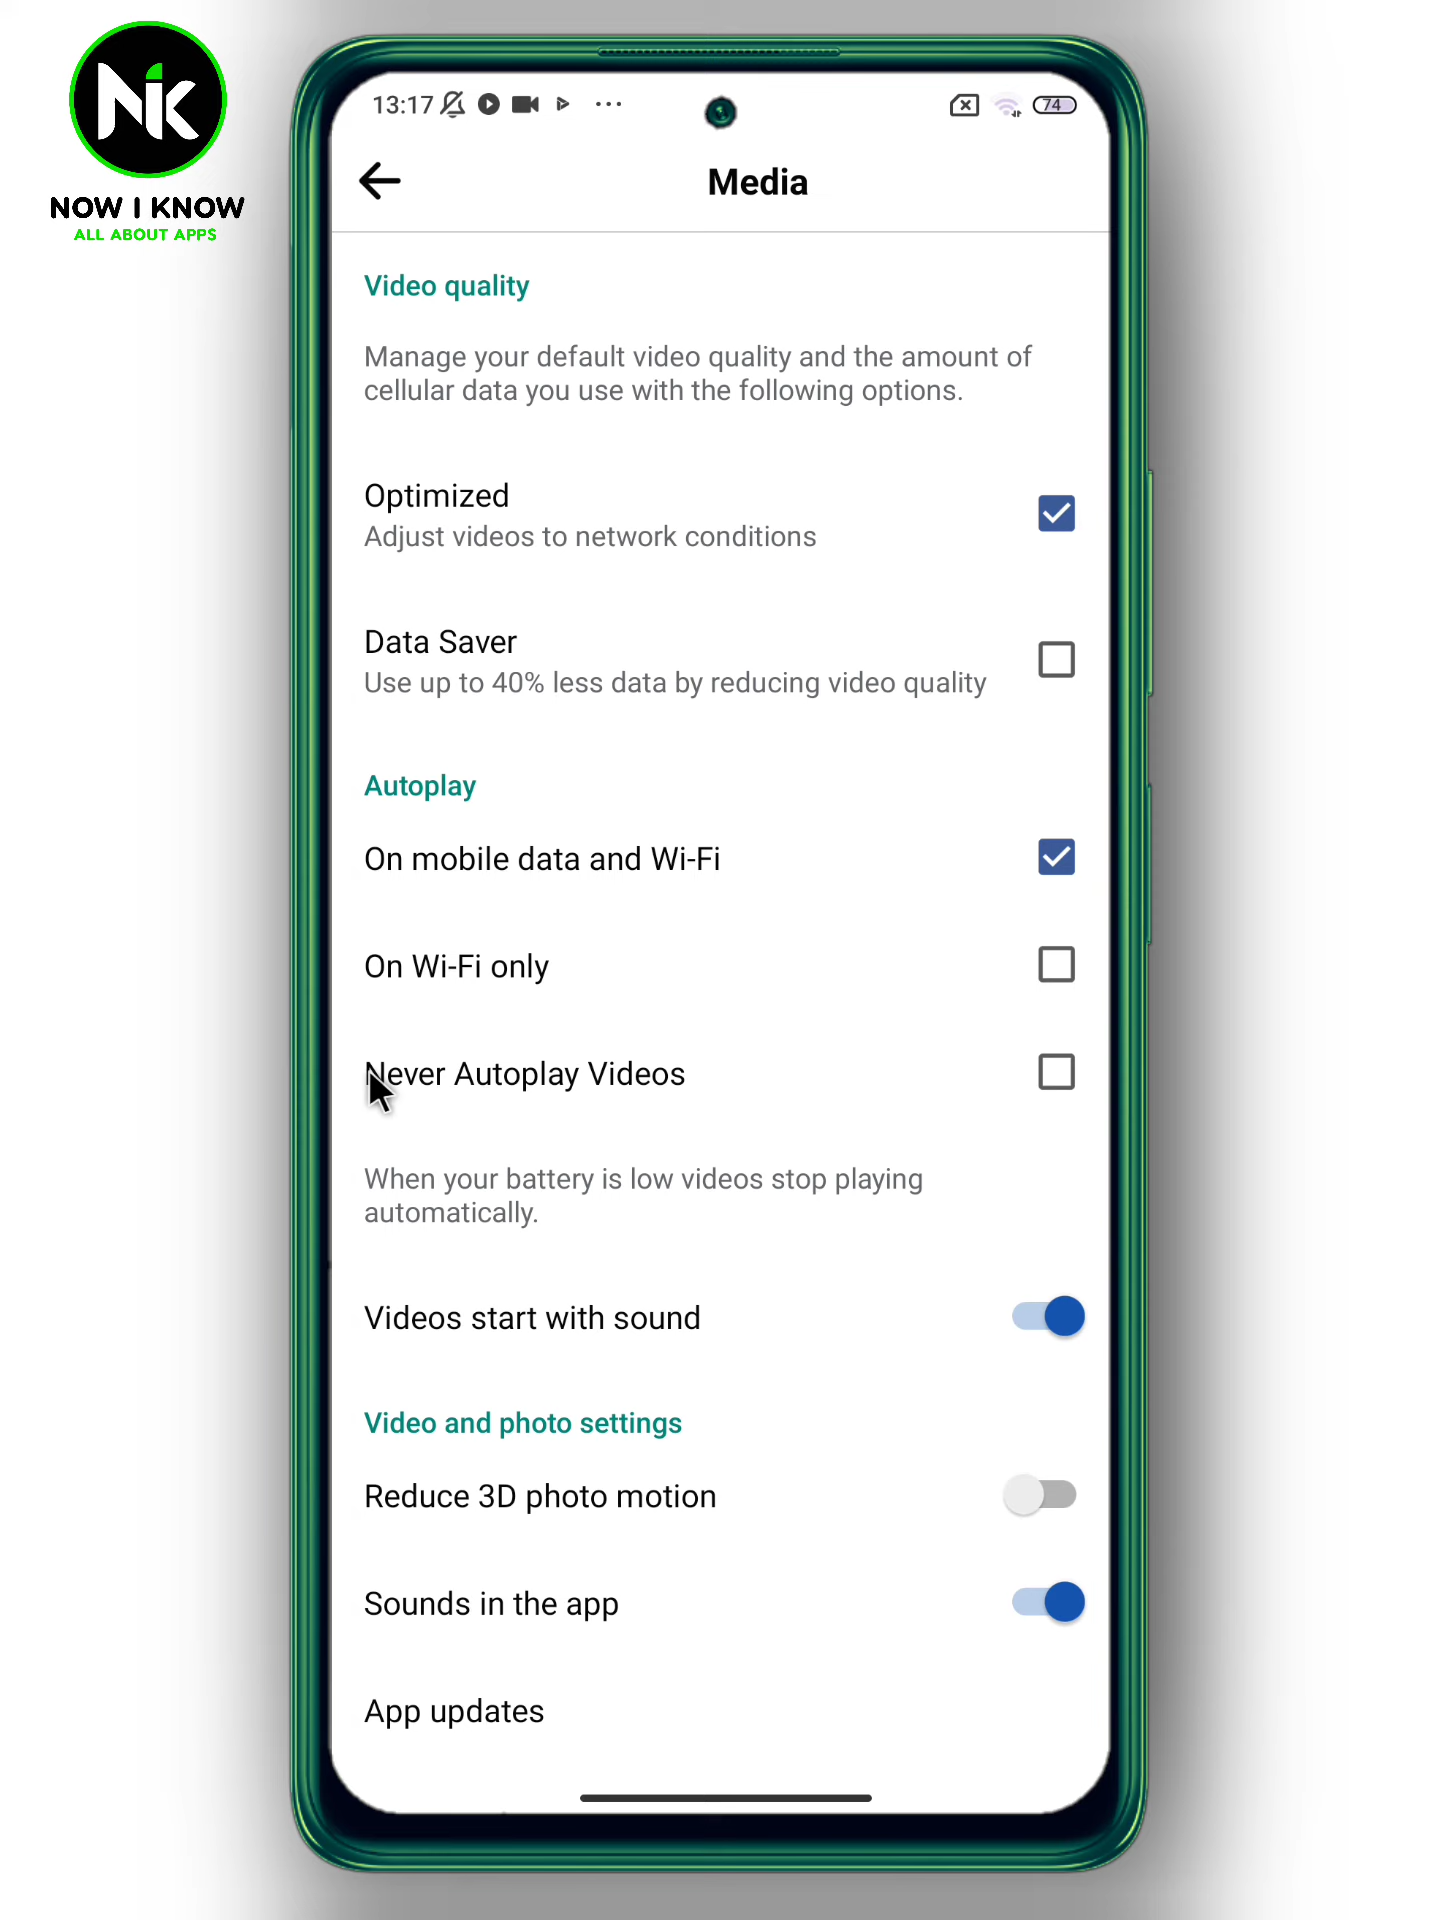 NiK
NOW I KNOW
ALL ABOUT APPS
13:17
74
Media
Video quality
Manage your default video quality and the amount of
cellular data you use with the following options.
Optimized
Adjust videos to network conditions
Data Saver
Use up to 40% less data by reducing video quality
Autoplay
On mobile data and Wi-Fi
On Wi-Fi only
Never Autoplay Videos
When your battery is low videos stop playing
automatically.
Videos start with sound
Video and photo settings
Reduce 3D photo motion
Sounds in the app
App updates